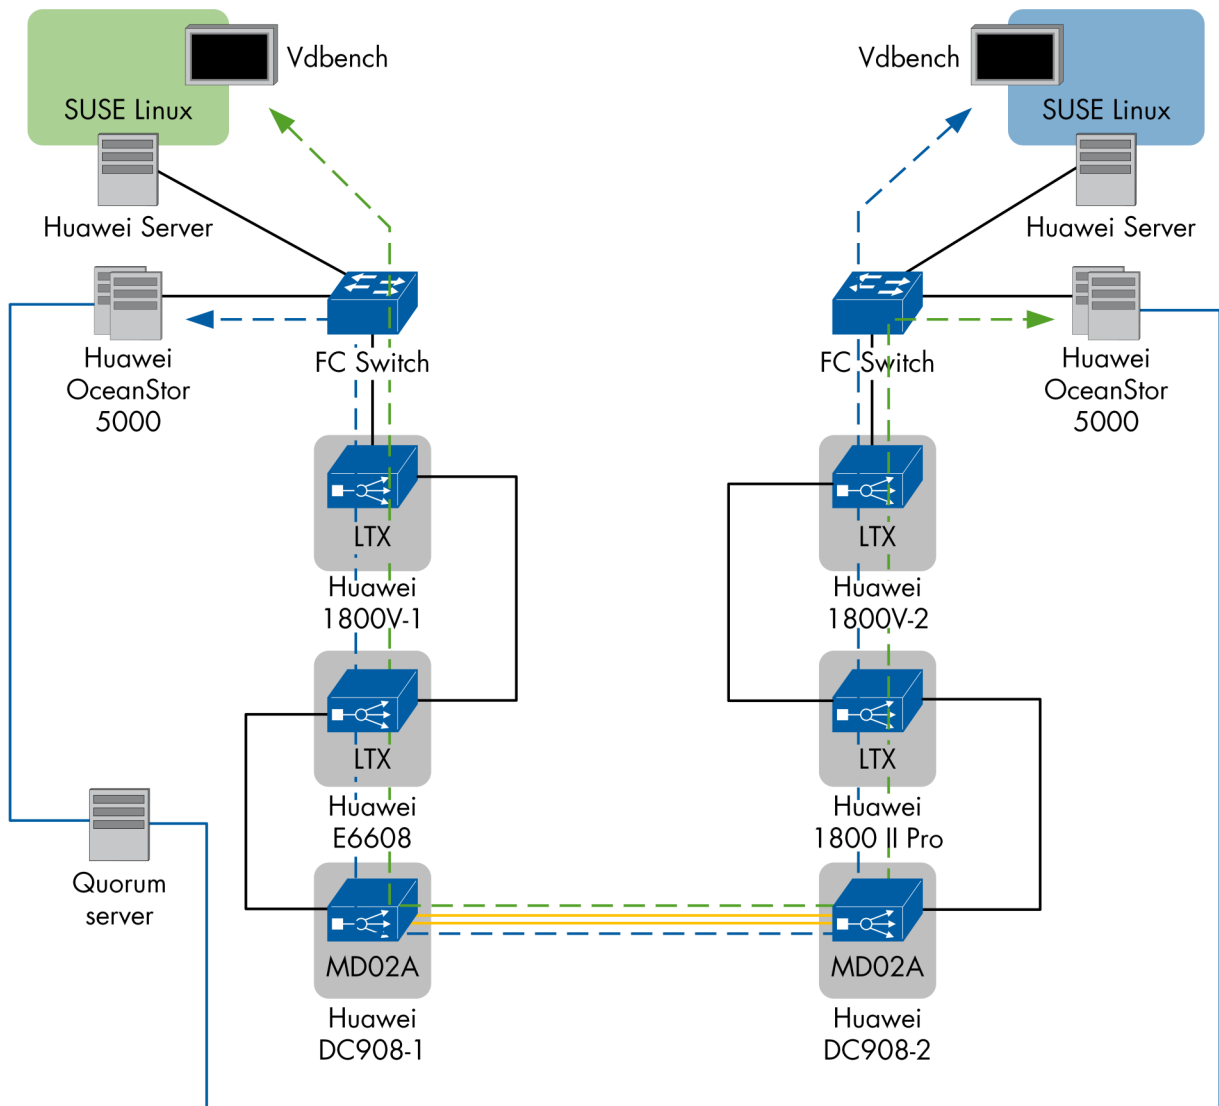 Vdbench
SUSE Linux
Huawei Server
Huawei
OceanStor
5000
FC Switch
LTX
Huawei
1800V-1
LTX
Huawei
E6608
Quorum
server
MD02A
Huawei
DC908-1
Vdbench
SUSE Linux
Huawei Server
FC Switch
Huawei
OceanStor
5000
LTX
Huawei
1800V-2
LTX
Huawei
1800 II Pro
MD02A
Huawei
DC908-2